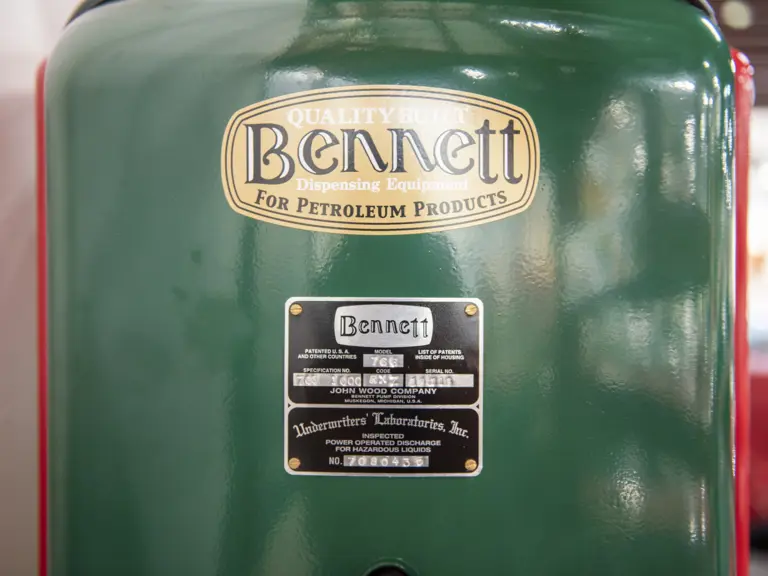 QUALITY BUILT
Bennett
Dispensing Equipment
FOR PETROLEUM PRODUCTS
Bennett
PATENTED U. S. A.
AND OTHER COUNTRIES
MODEL
766
LIST OF PATENTS
INSIDE OF HOUSING
SPECIFICATION NO.
CODE
SERIAL NO.
JOHN WOOD COMPANY
BENNETT PUMP DIVISION
MUSKEGON, MICHIGAN, U.S.A.
Underwriters' Laboratories, Inc.
INSPECTED
POWER OPERATED DISCHARGE
FOR HAZARDOUS LIQUIDS
NO. 7086436